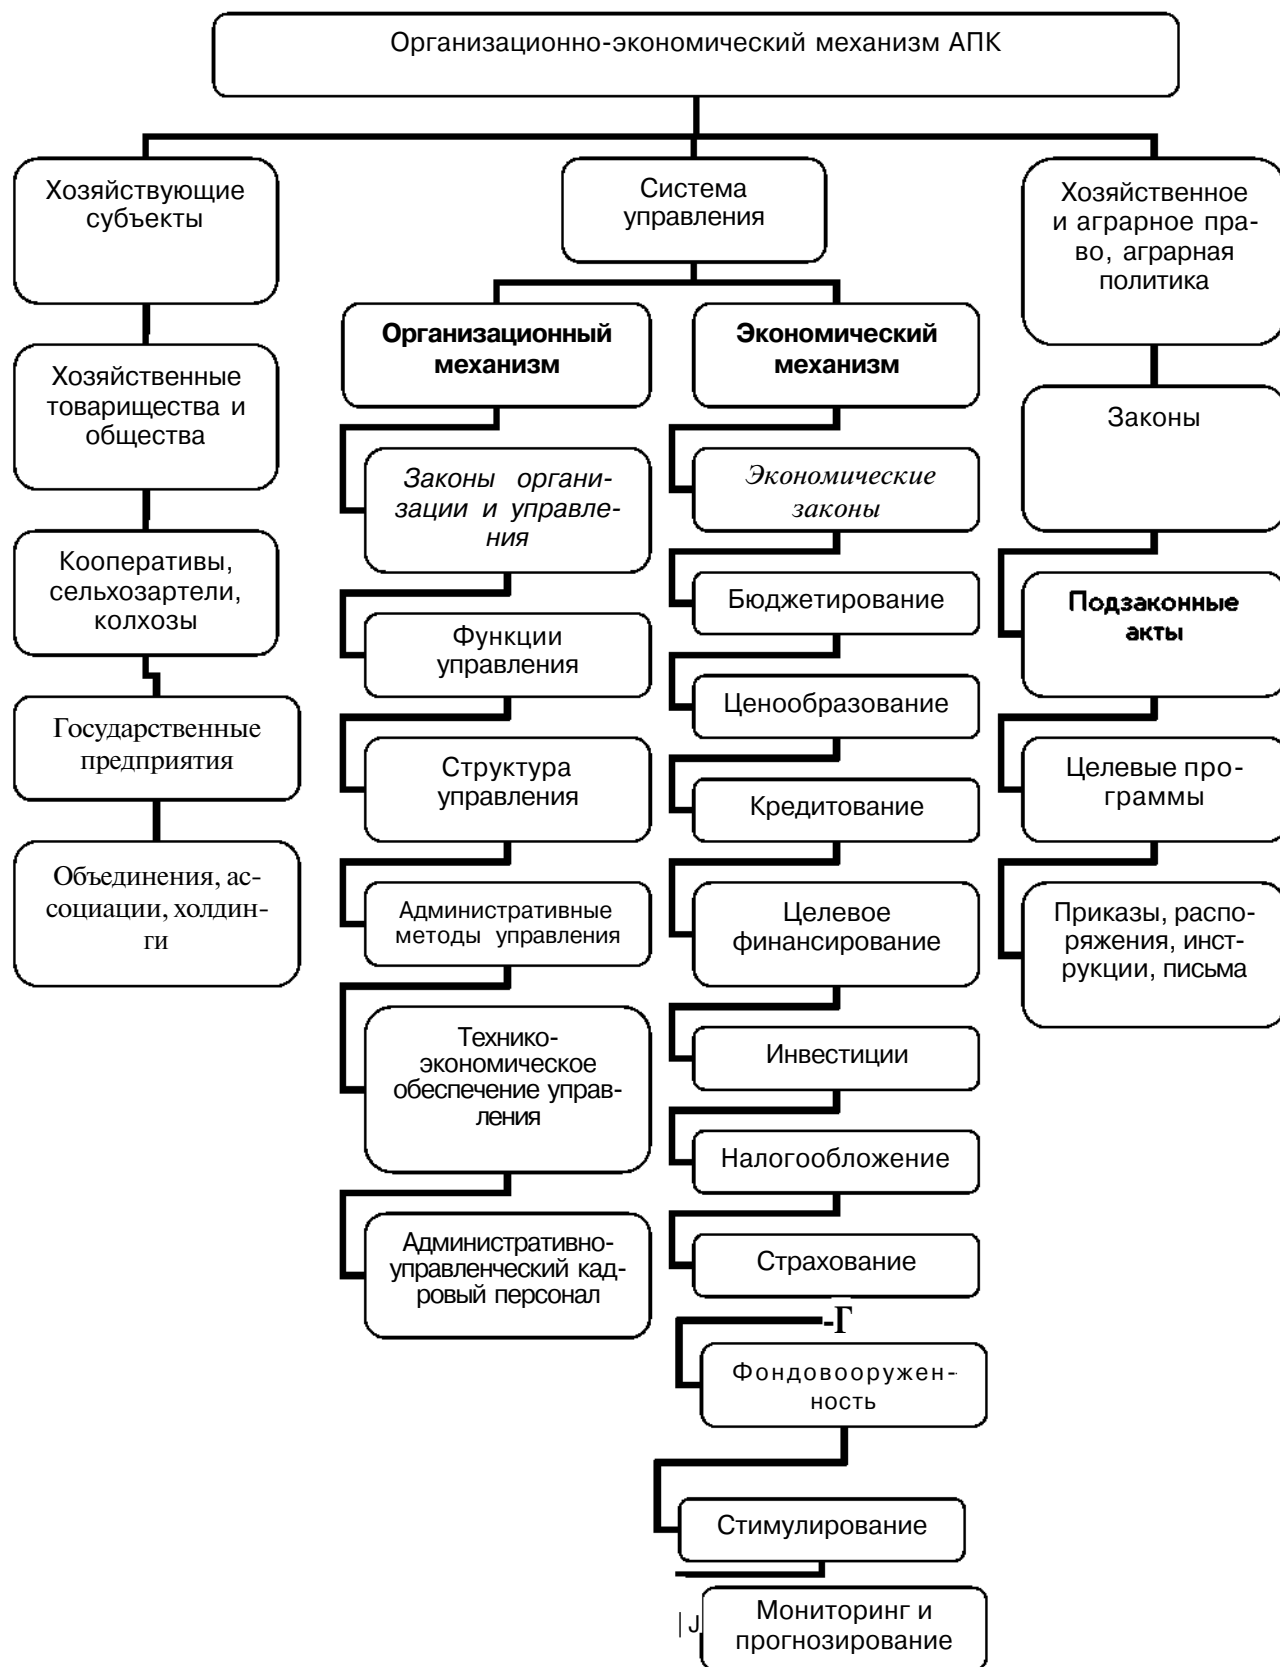 Организационно-экономический механизм АПК
Хозяйствующие
субъекты
Хозяйственные
товарищества и
общества
Кооперативы,
сельхозартели,
колхозы
Государственные
предприятия
Объединения, ас-
социации, холдин-
ги
Система
управления
Организационный
механизм
Законы органи-
зации и управле-
ния
Функции
управления
Структура
управления
Административные
методы управления
Технико-
экономическое
обеспечение управ-
ления
Административно-
управленческий кад-
ровый персонал
Экономический
механизм
Экономические
законы
Бюджетирование
Ценообразование
Кредитование
Целевое
финансирование
Инвестиции
Налогообложение
Страхование
-Г
Фондовооружен-
ность
Стимулирование
| J
Мониторинг и
прогнозирование
Хозяйственное
и аграрное пра-
во, аграрная
политика
Законы
Подзаконные
акты
Целевые про-
граммы
Приказы, распо-
ряжения, инст-
рукции, письма